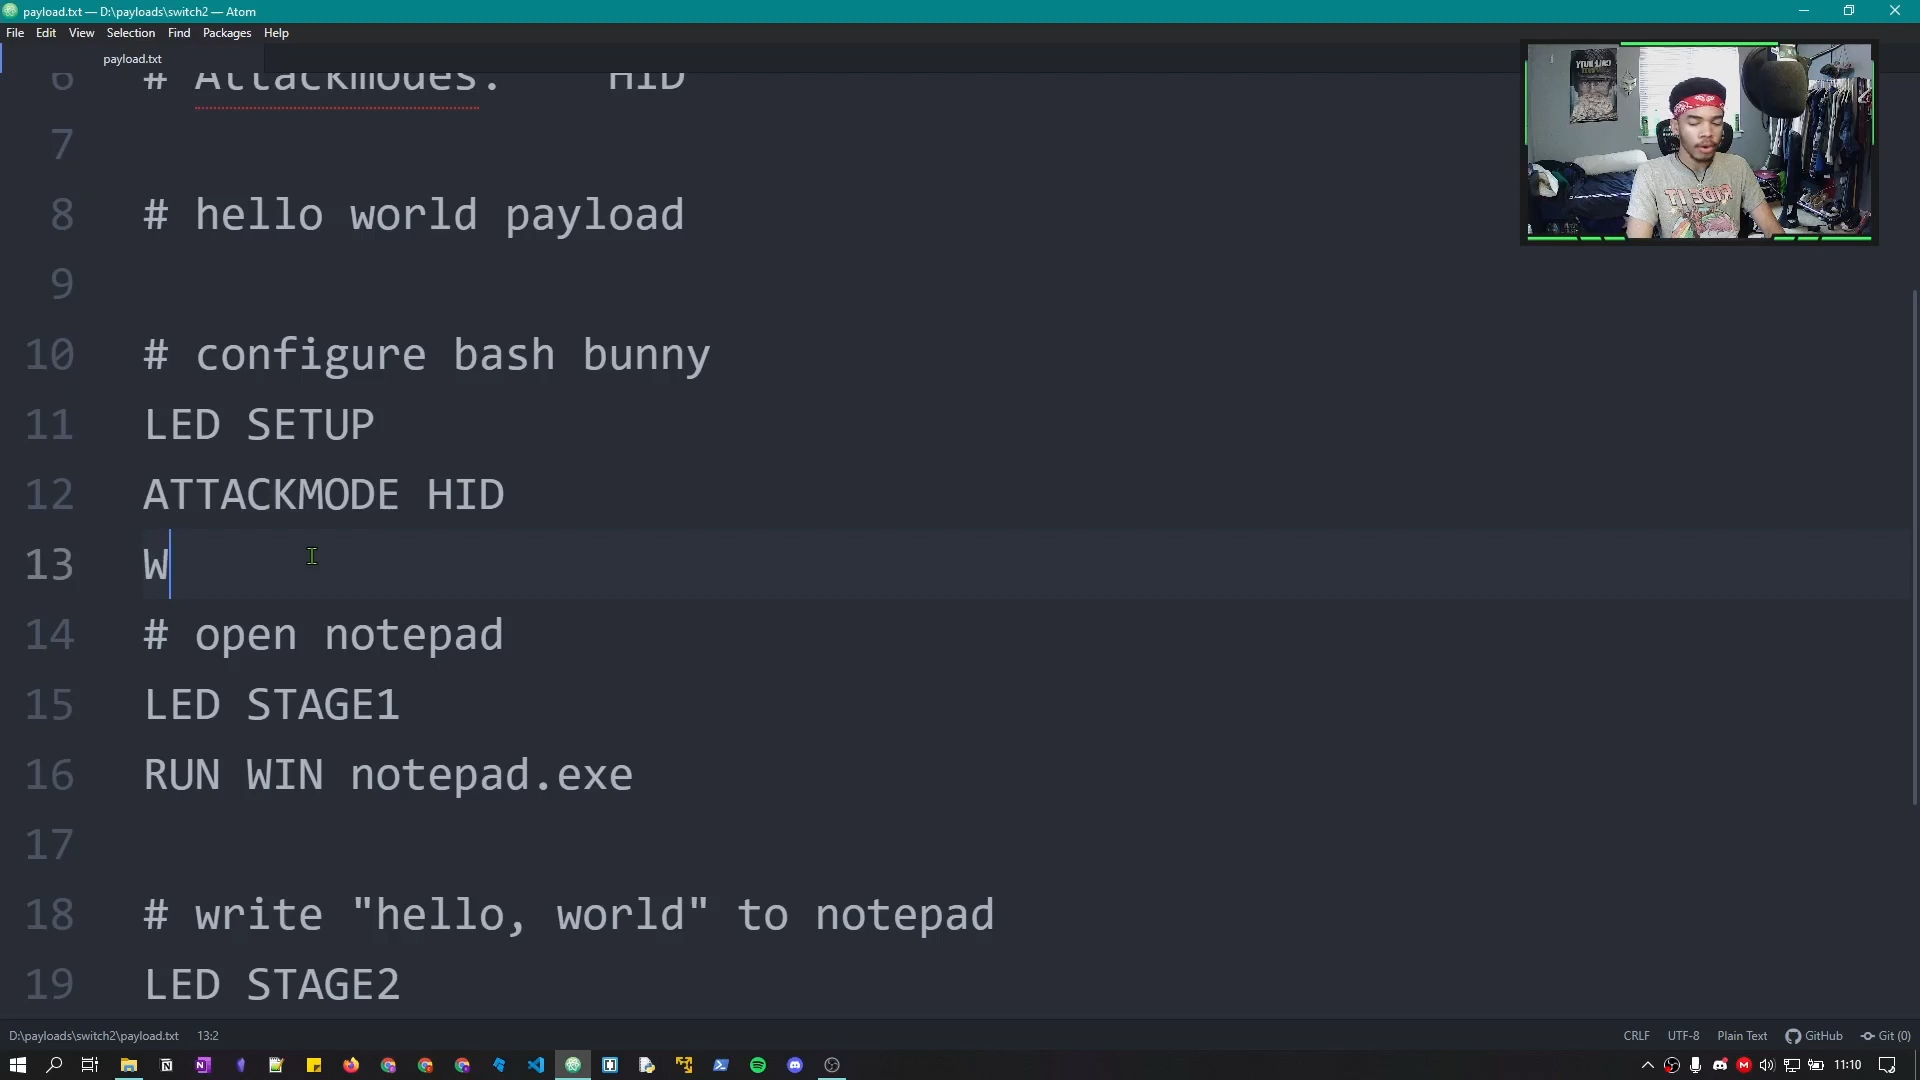 payload.txt — D:\payloads\switch2 — Atom
File Edit View Selection Find Packages Help
payload.txt
6 # Attackmodes: HID
7
8 # hello world payload
9
10 # configure bash bunny
11 LED SETUP
12 ATTACKMODE HID
13 W
14 # open notepad
15 LED STAGE1
16 RUN WIN notepad.exe
17
18 # write "hello, world" to notepad
19 LED STAGE2
D:\payloads\switch2\payload.txt 13:2 CRLF UTF-8 Plain Text GitHub Git (0)
11:10